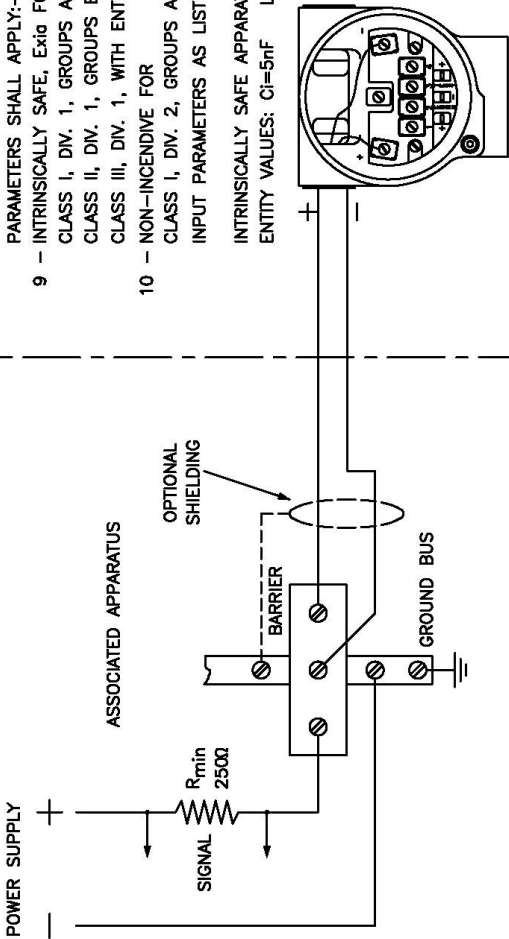 PARAMETERS SHALL APPLY:-
9 – INTRINSICALLY SAFE, Exia
CLASS I, DIV. 1, GROUPS
CLASS II, DIV. 1, GROUPS
CLASS III, DIV. 1, WITH
10 – NON-INCENDIVE FOR
CLASS I, DIV. 2, GROUPS
INPUT PARAMETERS AS
INTRINSICALLY SAFE
ENTITY VALUES: Ci=5nF
POWER SUPPLY
+
–
ASSOCIATED APPARATUS
OPTIONAL
SHIELDING
Rmin
250Ω
SIGNAL
BARRIER
GROUND BUS
+
–
+
-
+
-
+